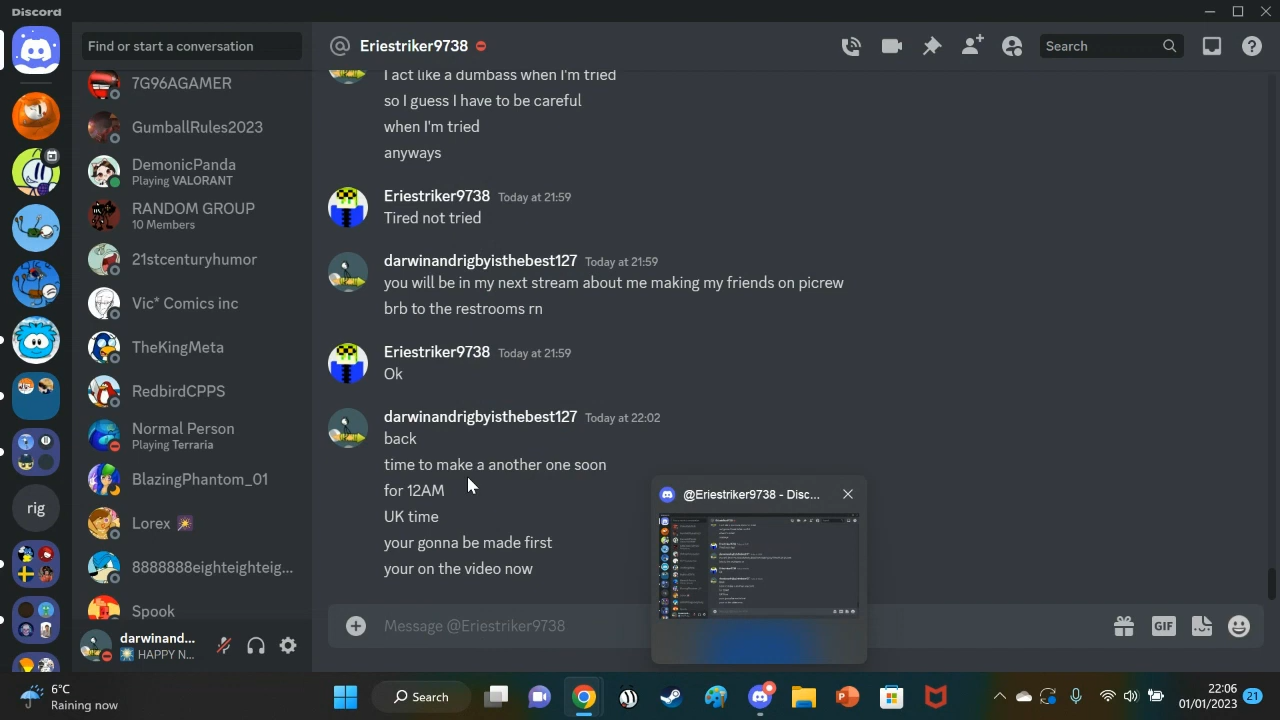 Discord
Find or start a conversation
Eriestriker9738
Search
7G96AGAMER
GumballRules2023
DemonicPanda
Playing VALORANT
RANDOM GROUP
10 Members
21stcenturyhumor
Vic* Comics inc
TheKingMeta
RedbirdCPPS
Normal Person
Playing Terraria
BlazingPhantom_01
Lorex
rig
Spook
darwinand...
HAPPY N...
I act like a dumbass when I'm tried
so I guess I have to be careful
when I'm tried
anyways
Eriestriker9738 Today at 21:59
Tired not tried
darwinandrigbyisthebest127 Today at 21:59
you will be in my next stream about me making my friends on picrew
brb to the restrooms rn
Eriestriker9738 Today at 21:59
Ok
darwinandrigbyisthebest127 Today at 22:02
back
time to make a another one soon
for 12AM
UK time
your gonna be made first
your on the video now
@Eriestriker9738 - Disc...
Message @Eriestriker9738
GIF
6°C
Raining now
Search
22:06
01/01/2023
21